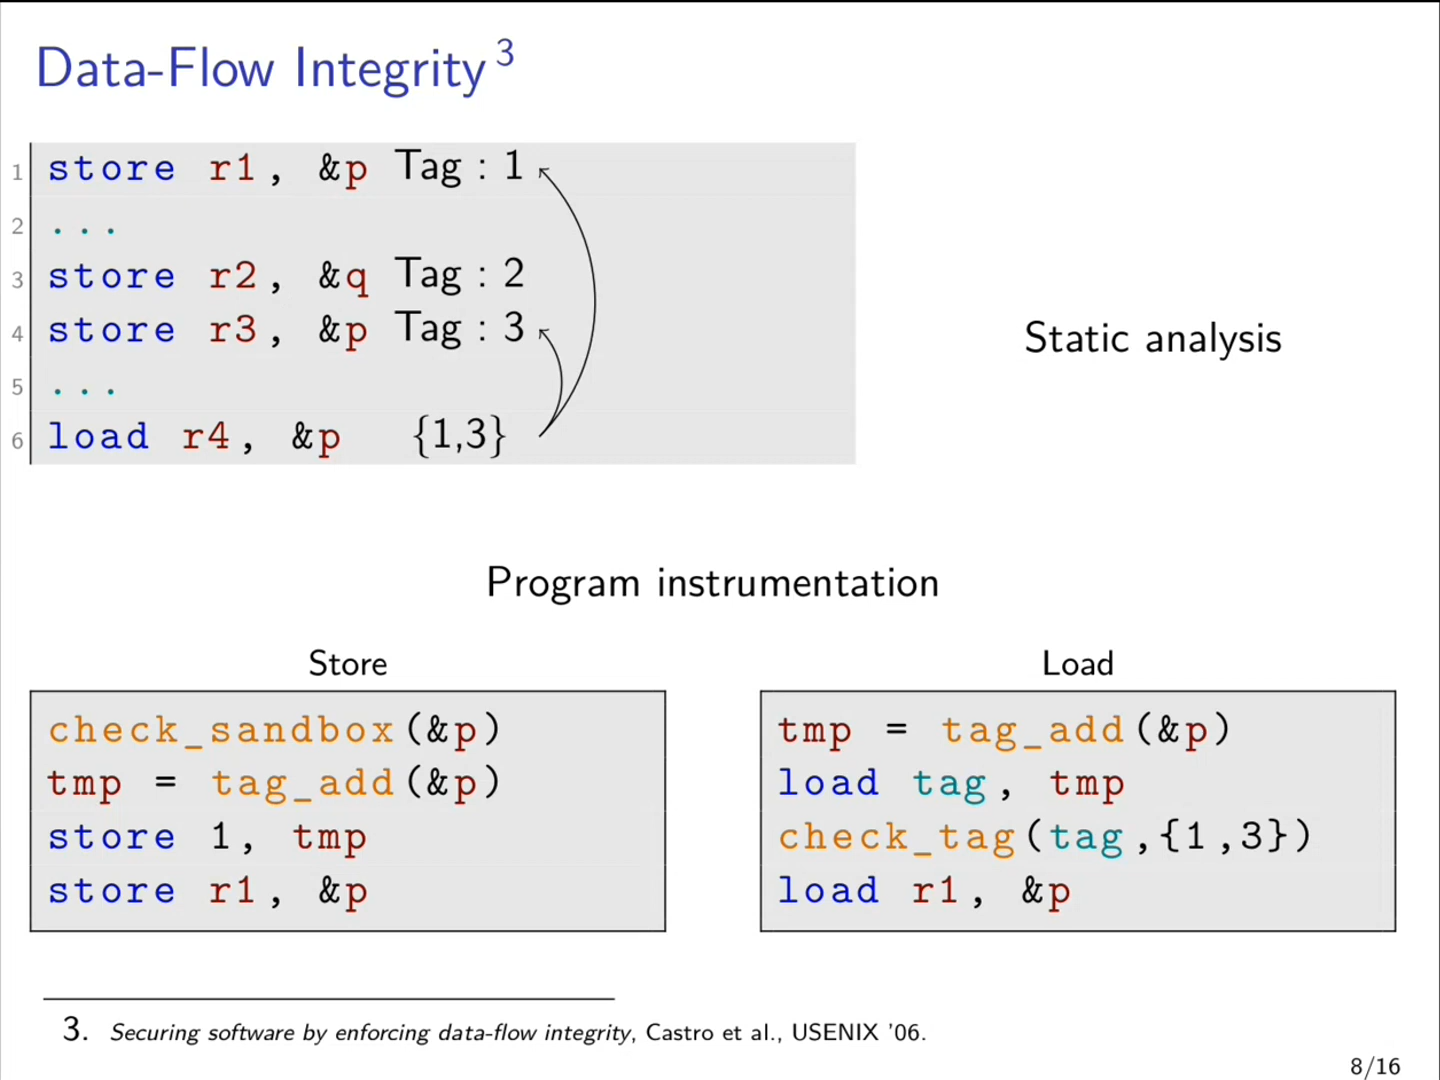 Data-Flow Integrity 3
1 store r1, &p Tag : 1
2 ...
3 store r2, &q Tag : 2
4 store r3, &p Tag : 3
5 ...
6 load r4, &p {1,3}
Static analysis
Program instrumentation
Store
check_sandbox(&p)
tmp = tag_add(&p)
store 1, tmp
store r1, &p
Load
tmp = tag_add(&p)
load tag, tmp
check_tag(tag,{1,3})
load r1, &p
3. Securing software by enforcing data-flow integrity, Castro et al., USENIX '06.
8/16